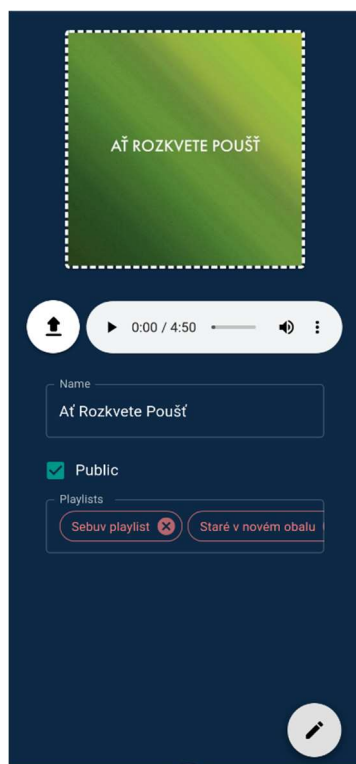 AŤ ROZKVETE POUŠŤ
0:00 / 4:50
Name
Ať Rozkvete Poušť
Public
Playlists
Sebuv playlist
Staré v novém obalu